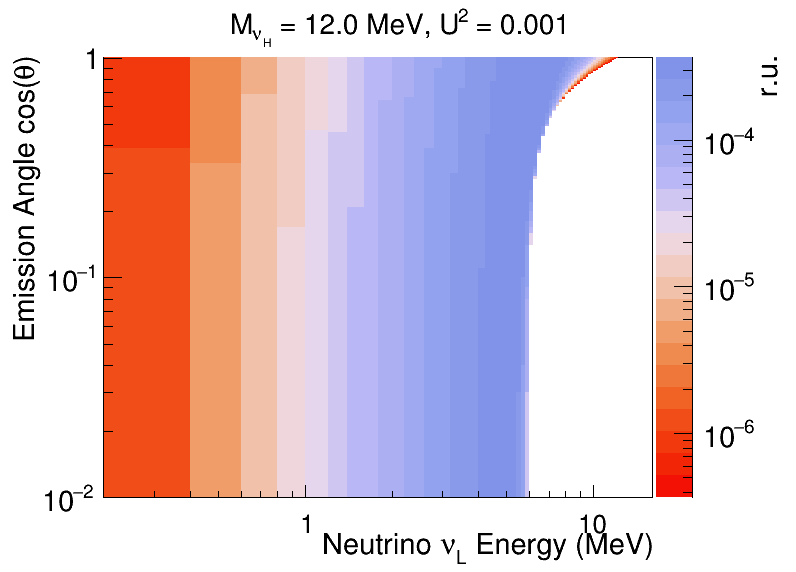 M_{ν_H} = 12.0 MeV, U² = 0.001
r.u.
Emission Angle cos(θ)
1
10⁻¹
10⁻²
10⁻⁴
10⁻⁵
10⁻⁶
1
10
Neutrino ν_L Energy (MeV)